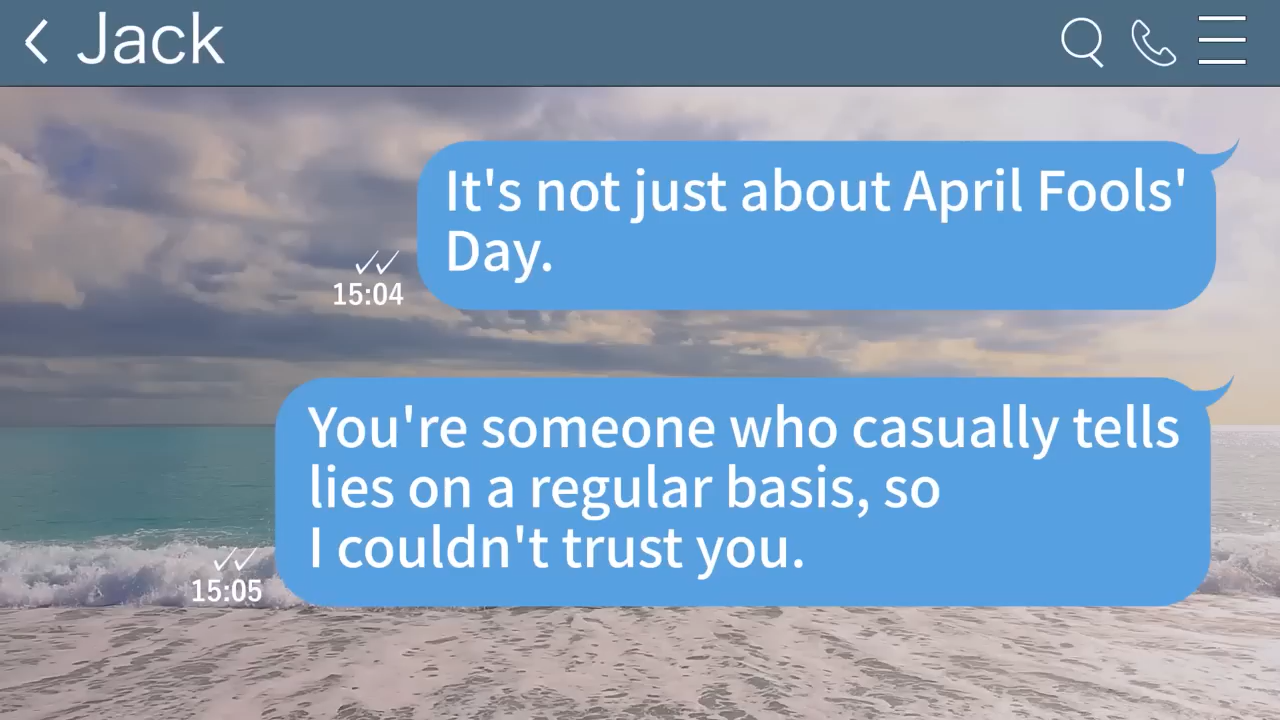 Jack
It's not just about April Fools'
Day.
15:04
You're someone who casually tells
lies on a regular basis, so
I couldn't trust you.
15:05